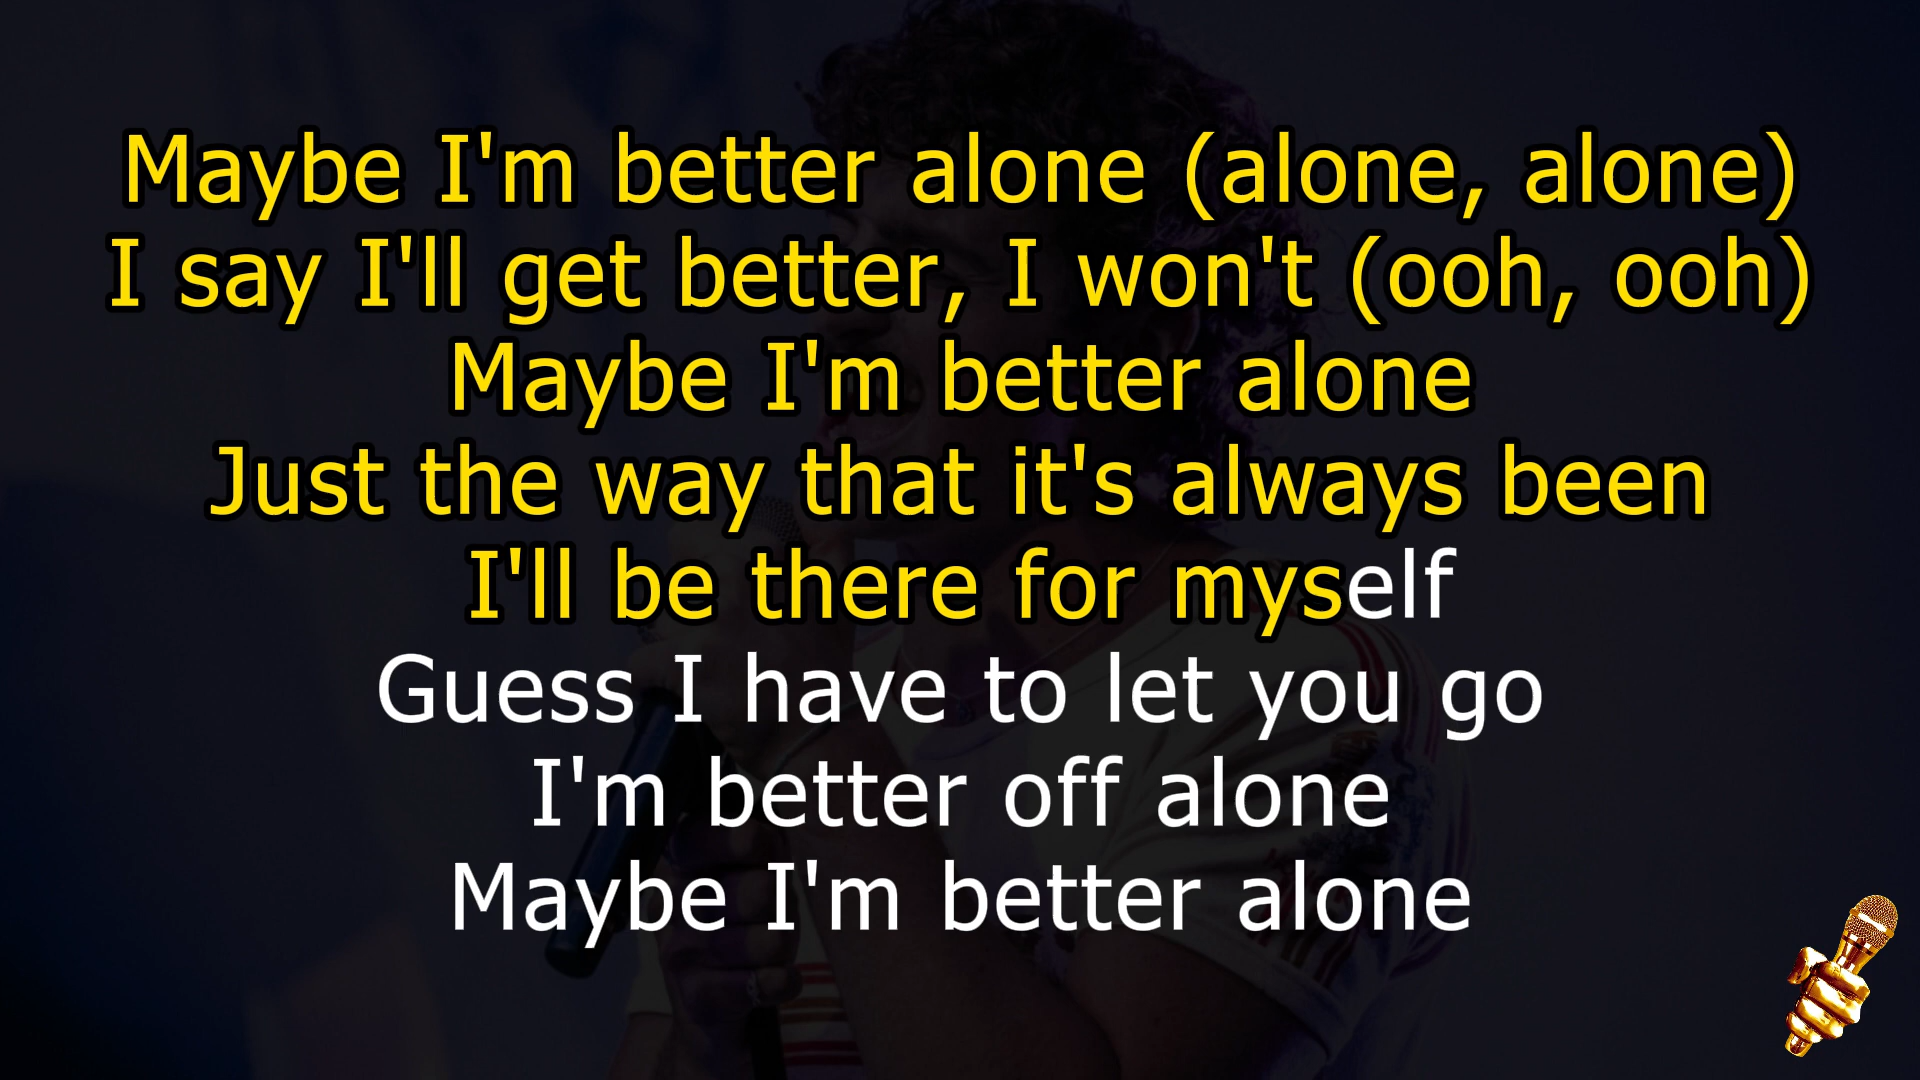 Maybe I'm better alone (alone, alone)
I say I'll get better, I won't (ooh, ooh)
Maybe I'm better alone
Just the way that it's always been
I'll be there for myself
Guess I have to let you go
I'm better off alone
Maybe I'm better alone